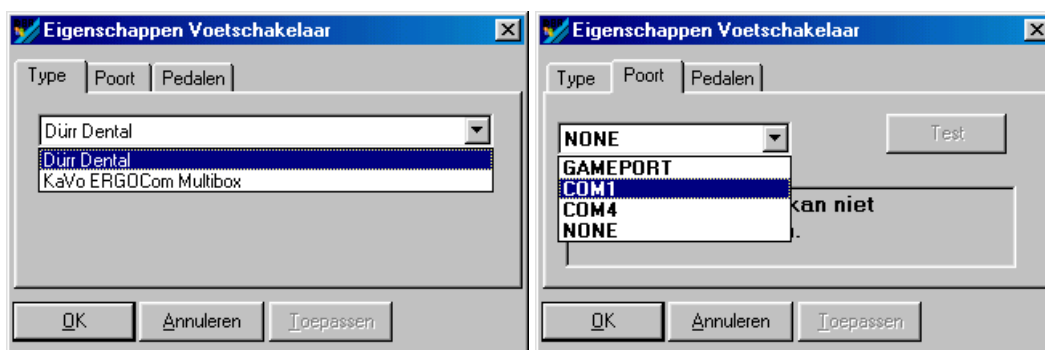 Eigenschappen Voetschakelaar
Type Poort Pedalen
Dürr Dental
Dürr Dental
KaVo ERGOCom Multibox
OK Annuleren Toepassen
Eigenschappen Voetschakelaar
Type Poort Pedalen
NONE Test
GAMEPORT
COM1
COM4
NONE
kan niet
OK Annuleren Toepassen